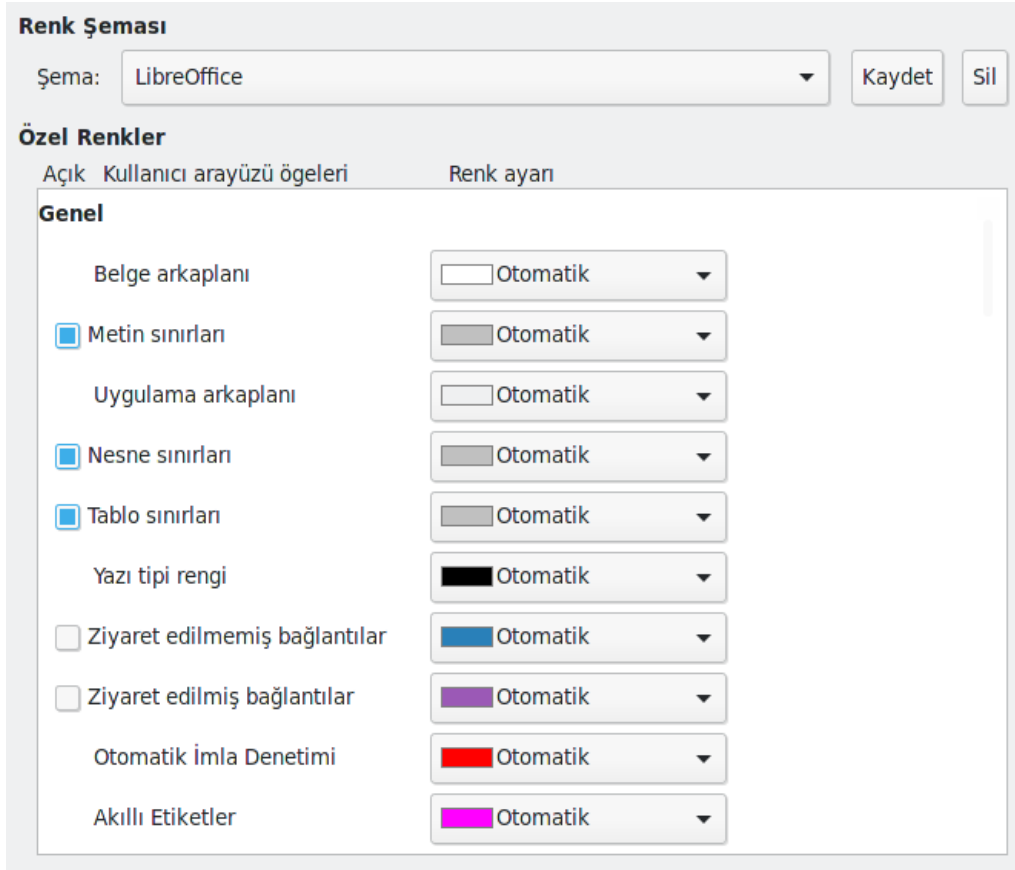 Renk Şeması
Şema: LibreOffice Kaydet Sil
Özel Renkler
Açık Kullanıcı arayüzü ögeleri Renk ayarı
Genel
Belge arkaplanı Otomatik
Metin sınırları Otomatik
Uygulama arkaplanı Otomatik
Nesne sınırları Otomatik
Tablo sınırları Otomatik
Yazı tipi rengi Otomatik
Ziyaret edilmemiş bağlantılar Otomatik
Ziyaret edilmiş bağlantılar Otomatik
Otomatik İmla Denetimi Otomatik
Akıllı Etiketler Otomatik